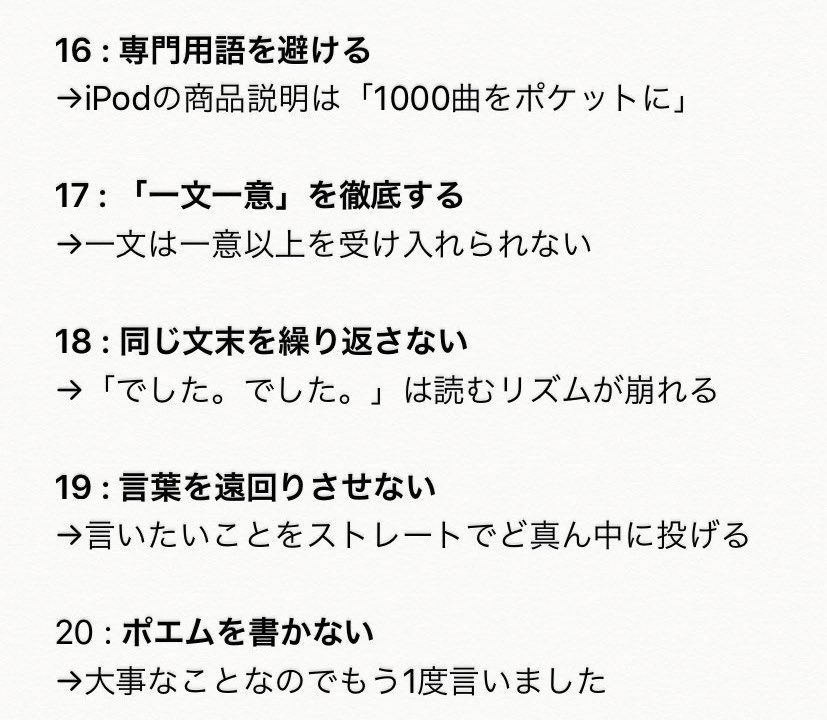 16 : 専門用語を避ける
→iPodの商品説明は「1000曲をポケットに」
17 : 「一文一意」を徹底する
→一文は一意以上を受け入れられない
18 : 同じ文末を繰り返さない
→「でした。でした。」は読むリズムが崩れる
19 : 言葉を遠回りさせない
→言いたいことをストレートでど真ん中に投げる
20 : ポエムを書かない
→大事なことなのでもう1度言いました